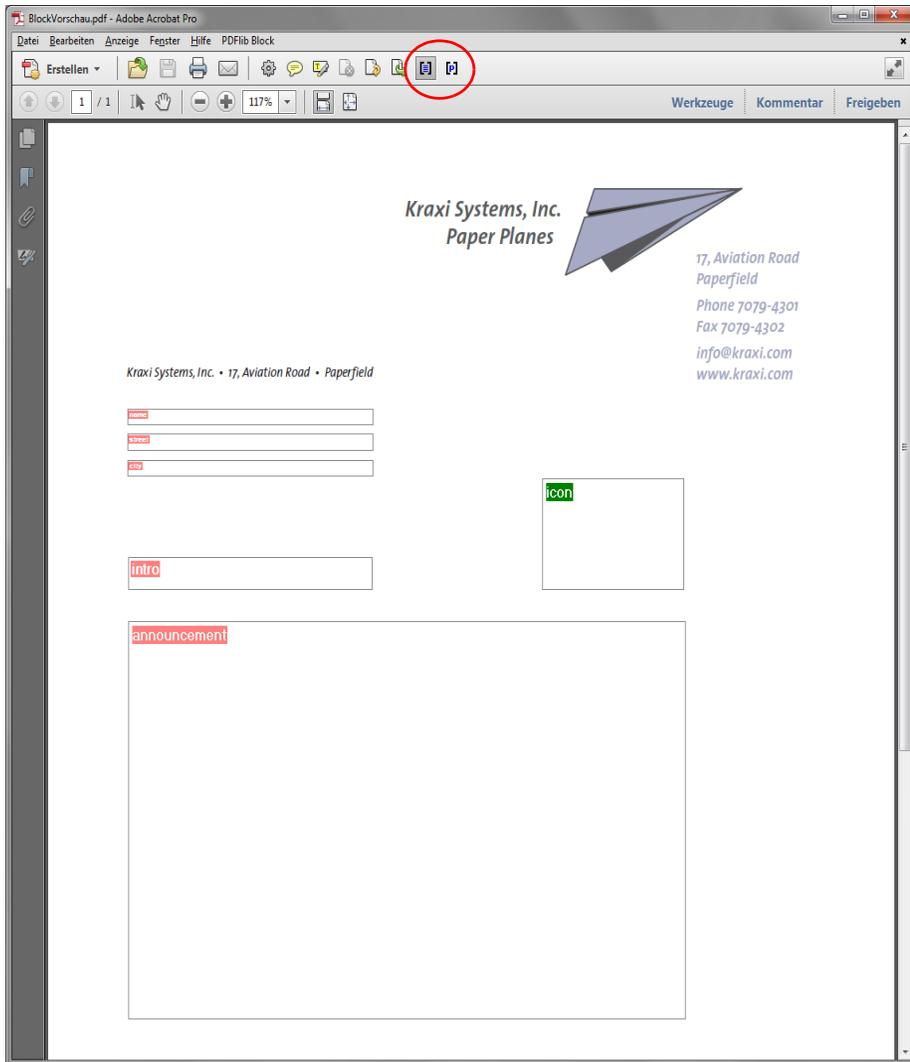 BlockVorschau.pdf - Adobe Acrobat Pro
Datei Bearbeiten Anzeige Fenster Hilfe PDFlib Block
Erstellen
1 / 1 117% Werkzeuge Kommentar Freigeben
Kraxi Systems, Inc.
Paper Planes
17, Aviation Road
Paperfield
Phone 7079-4301
Fax 7079-4302
info@kraxi.com
www.kraxi.com
Kraxi Systems, Inc. • 17, Aviation Road • Paperfield
name
street
city
icon
intro
announcement